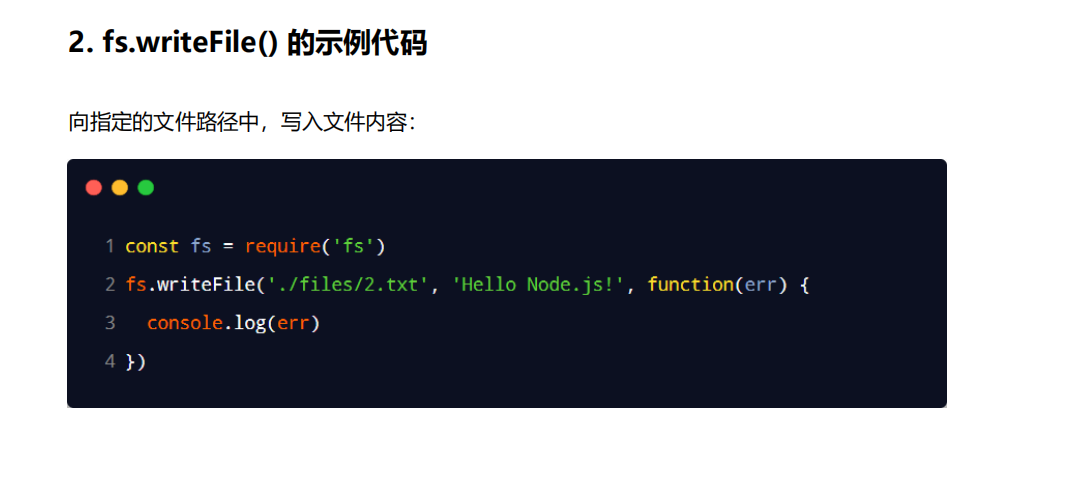 2. fs.writeFile() 的示例代码
向指定的文件路径中，写入文件内容：
1 const fs = require('fs')
2 fs.writeFile('./files/2.txt', 'Hello Node.js!', function(err) {
3   console.log(err)
4 })